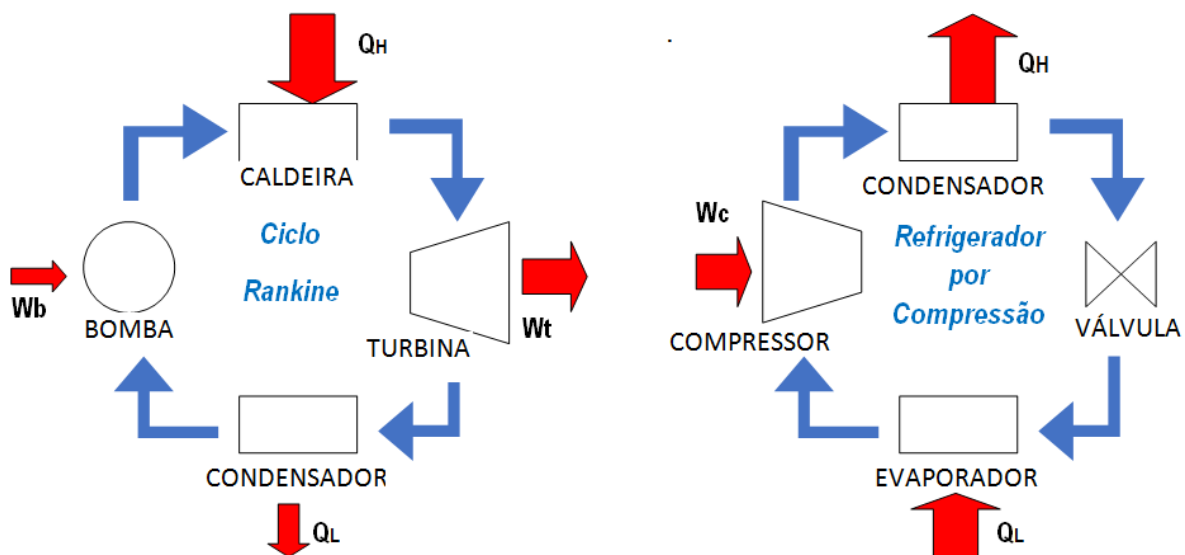 QH
CALDEIRA
Ciclo
Rankine
Wb
BOMBA
TURBINA
Wt
CONDENSADOR
QL
QH
CONDENSADOR
Wc
Refrigerador
por
Compressão
COMPRESSOR
VÁLVULA
EVAPORADOR
QL